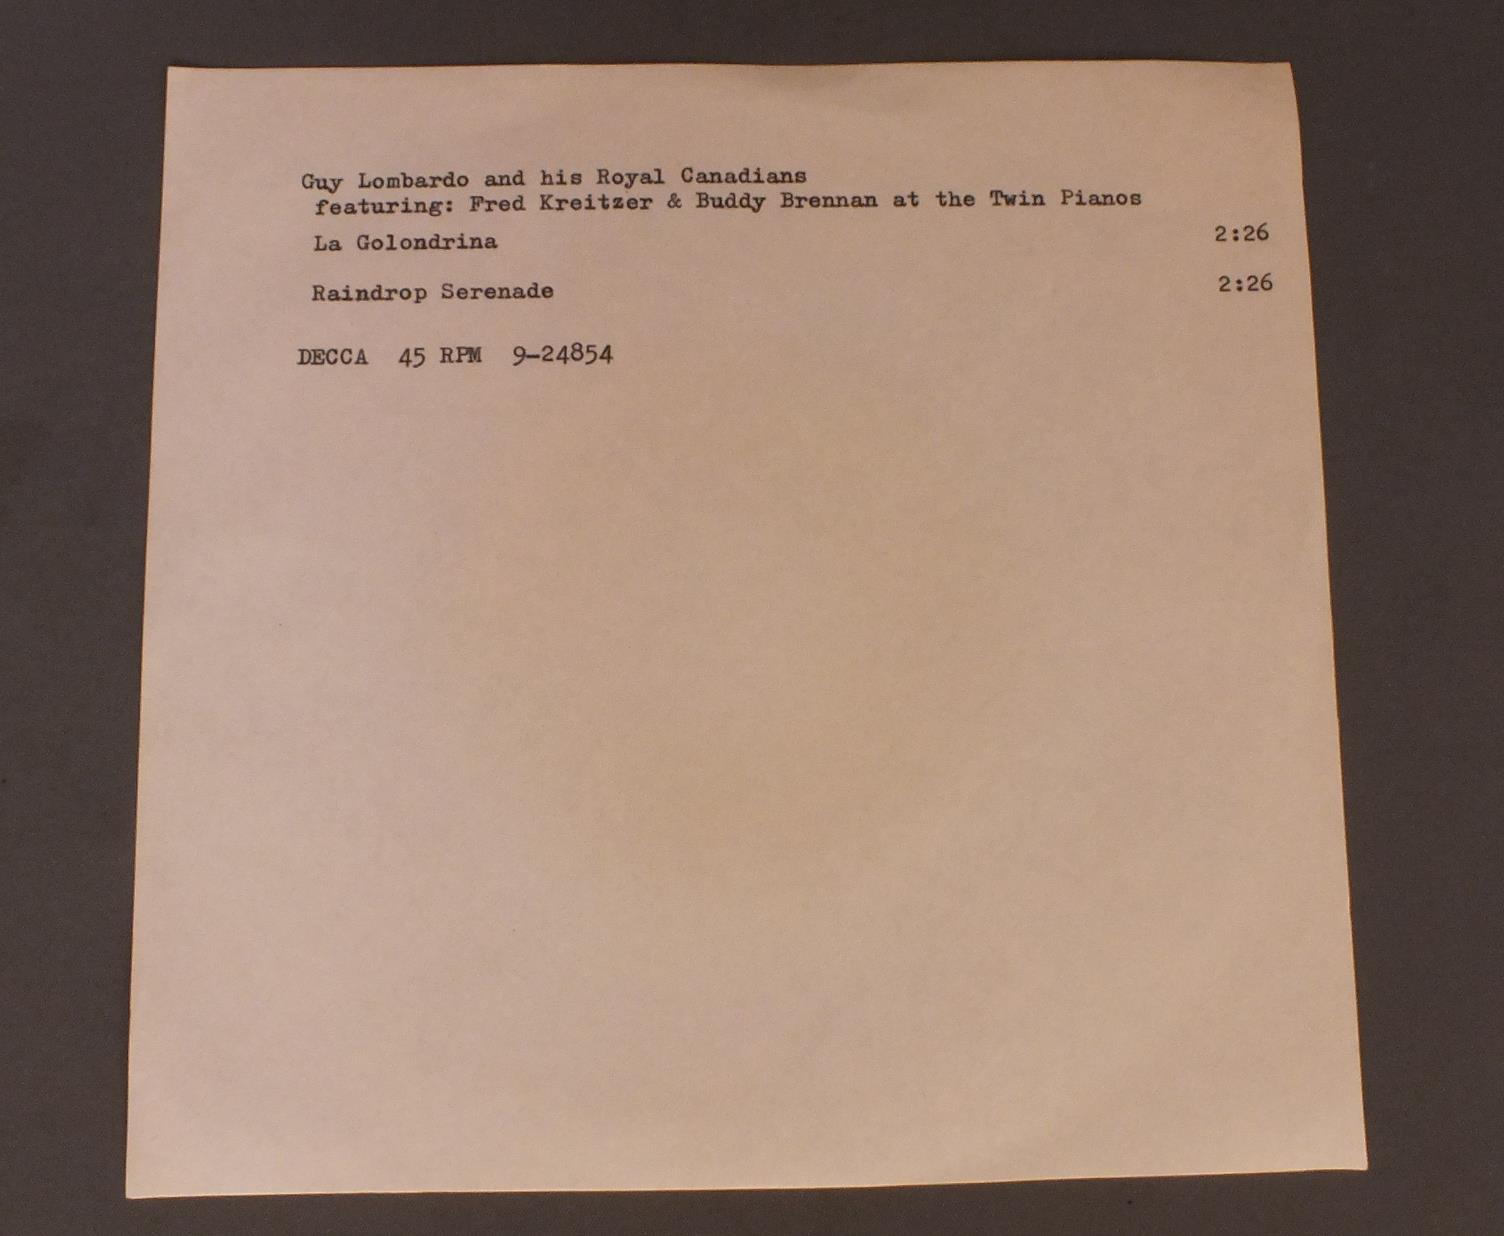 Guy Lombardo and his Royal Canadians
featuring: Fred Kreitzer & Buddy Brennan at the Twin Pianos
La Golondrina 2:26
Raindrop Serenade 2:26
DECCA 45 RPM 9-24854